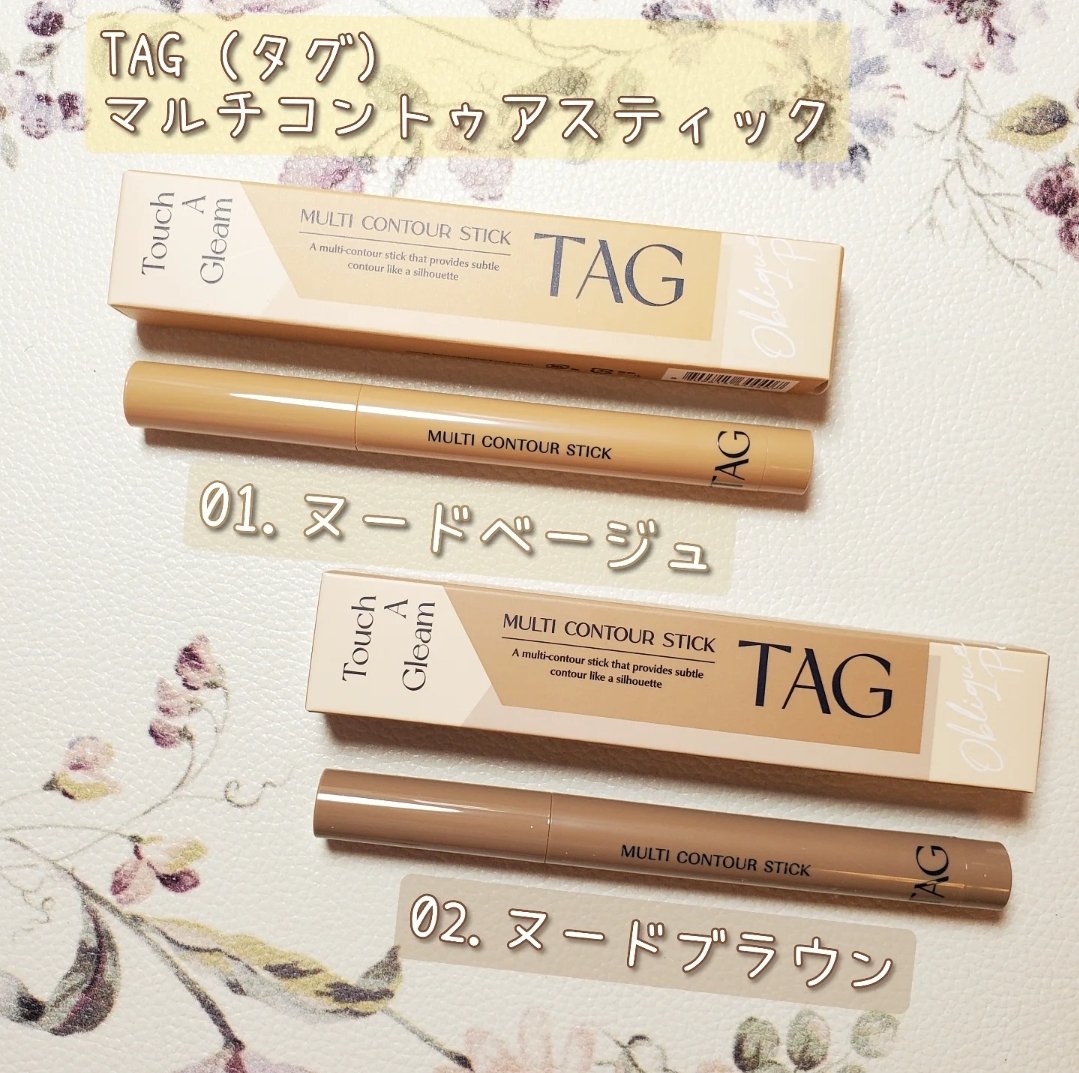 TAG (タグ)
マルチコントゥアスティック
Touch
A
Gleam
MULTI CONTOUR STICK
A multi-contour stick that provides subtle
contour like a silhouette
TAG
Oblique
MULTI CONTOUR STICK
TAG
01. ヌードベージュ
Touch
A
Gleam
MULTI CONTOUR STICK
A multi-contour stick that provides subtle
contour like a silhouette
TAG
Oblique
MULTI CONTOUR STICK
TAG
02. ヌードブラウン